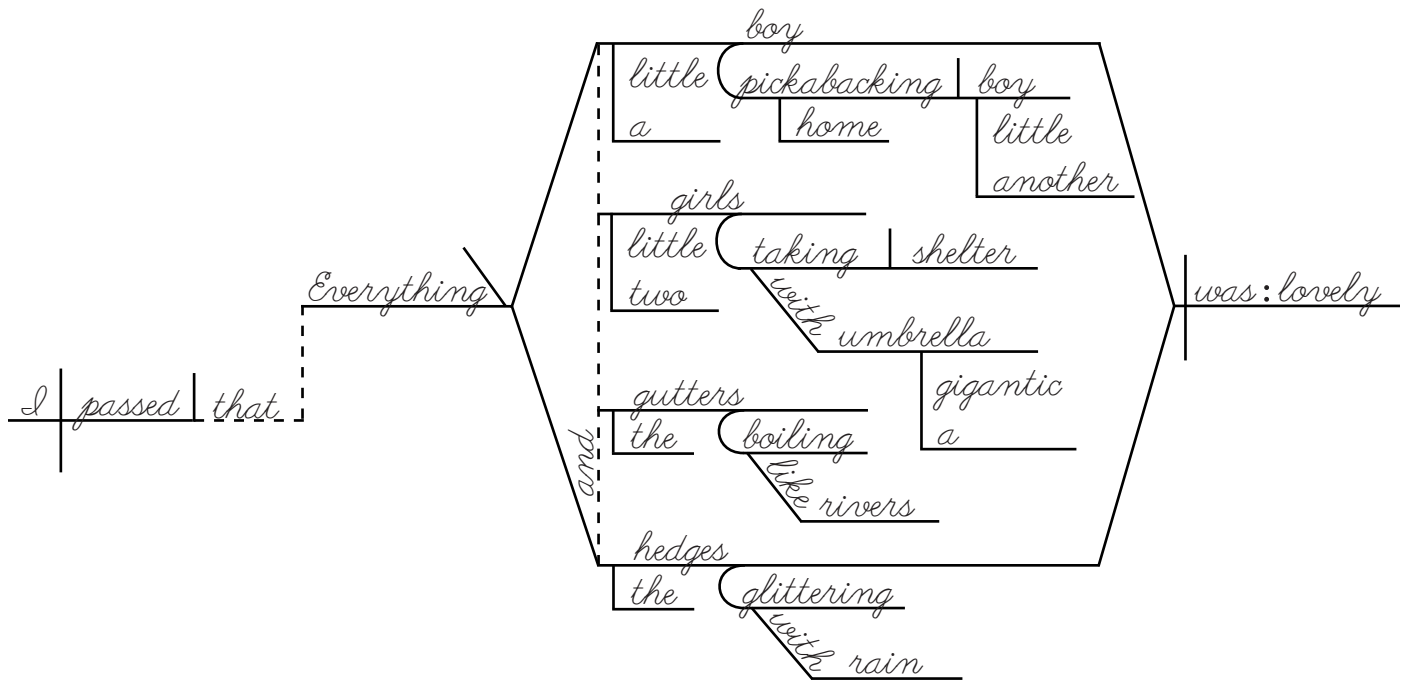 boy
little pickabacking boy
a home little
another
girls
little taking shelter
two with umbrella
gigantic
a
Everything was : lovely
I passed that
gutters
and the boiling
like rivers
hedges
the glittering
with rain